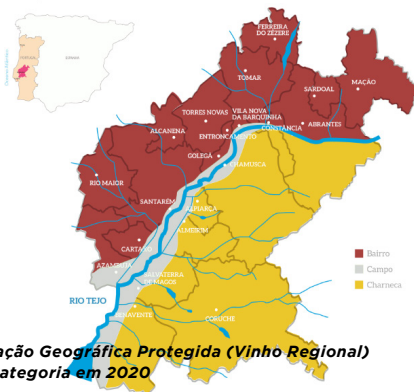 FERREIRA
DO ZÊZERE
TOMAR
MAÇÃO
SARDOAL
TORRES NOVAS
VILA NOVA
DA BARQUINHA
ABRANTES
ALCANENA
ENTRONCAMENTO
CONSTÂNCIA
GOLEGÃ
CHAMUSCA
RIO MAIOR
SANTARÉM
ALPIARÇA
ALMEIRIM
CARTAXO
AZAMBUJA
SALVATERRA
DE MAGOS
RIO TEJO
BENAVENTE
CORUCHE
Bairro
Campo
Charneca
ação Geográfica Protegida (Vinho Regional)
ategoria em 2020